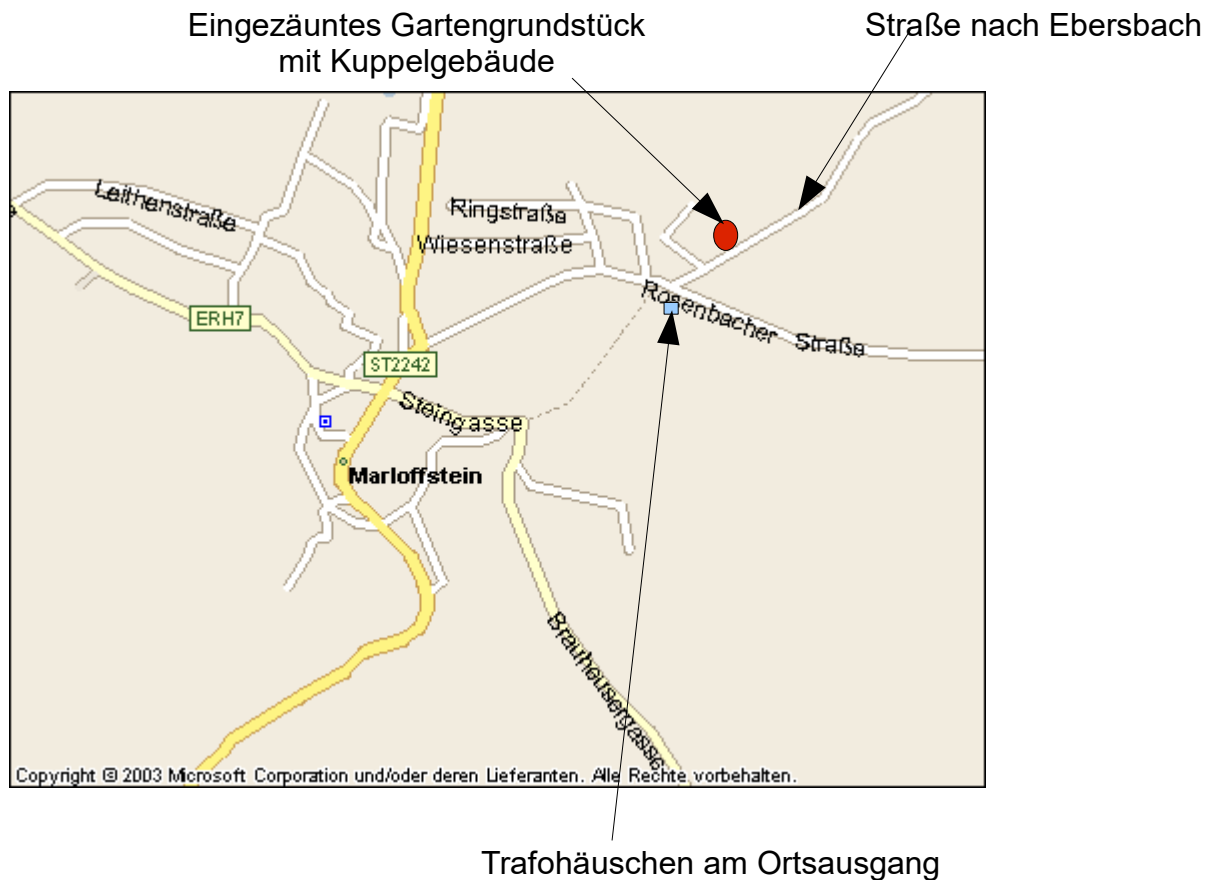 Eingezäuntes Gartengrundstück
mit Kuppelgebäude
Straße nach Ebersbach
Leithenstraße
Ringstraße
Wiesenstraße
Rosenbacher Straße
ERH7
ST2242
Steingasse
Marloffstein
Brauheusergasse
Copyright © 2003 Microsoft Corporation und/oder deren Lieferanten. Alle Rechte vorbehalten.
Trafohäuschen am Ortsausgang